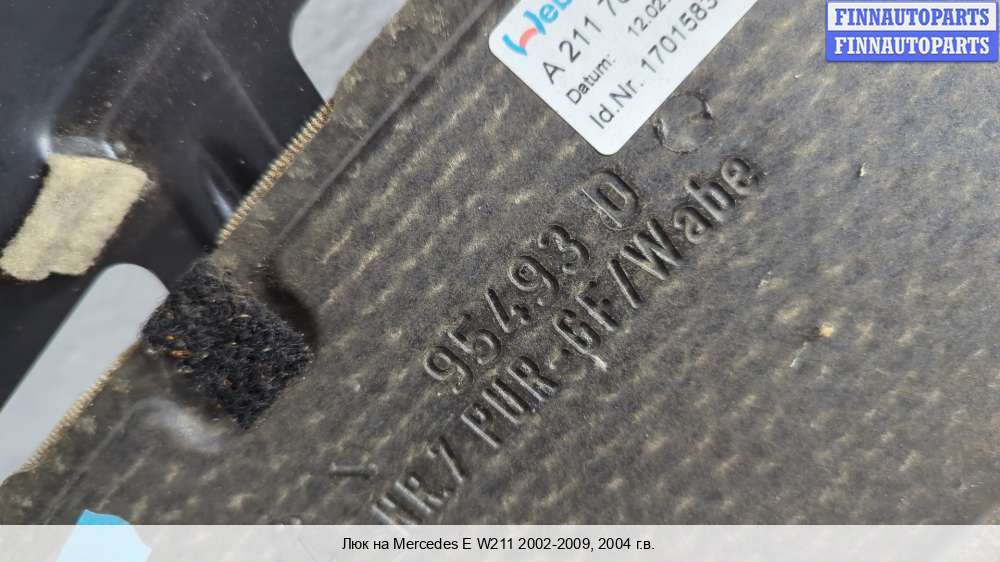 FINNAUTOPARTS
FINNAUTOPARTS
A 211
Datum: 12.02.
Id.Nr. 1701583
95493 D
NR.7 PUR-GF/Wabe
Люк на Mercedes E W211 2002-2009, 2004 г.в.